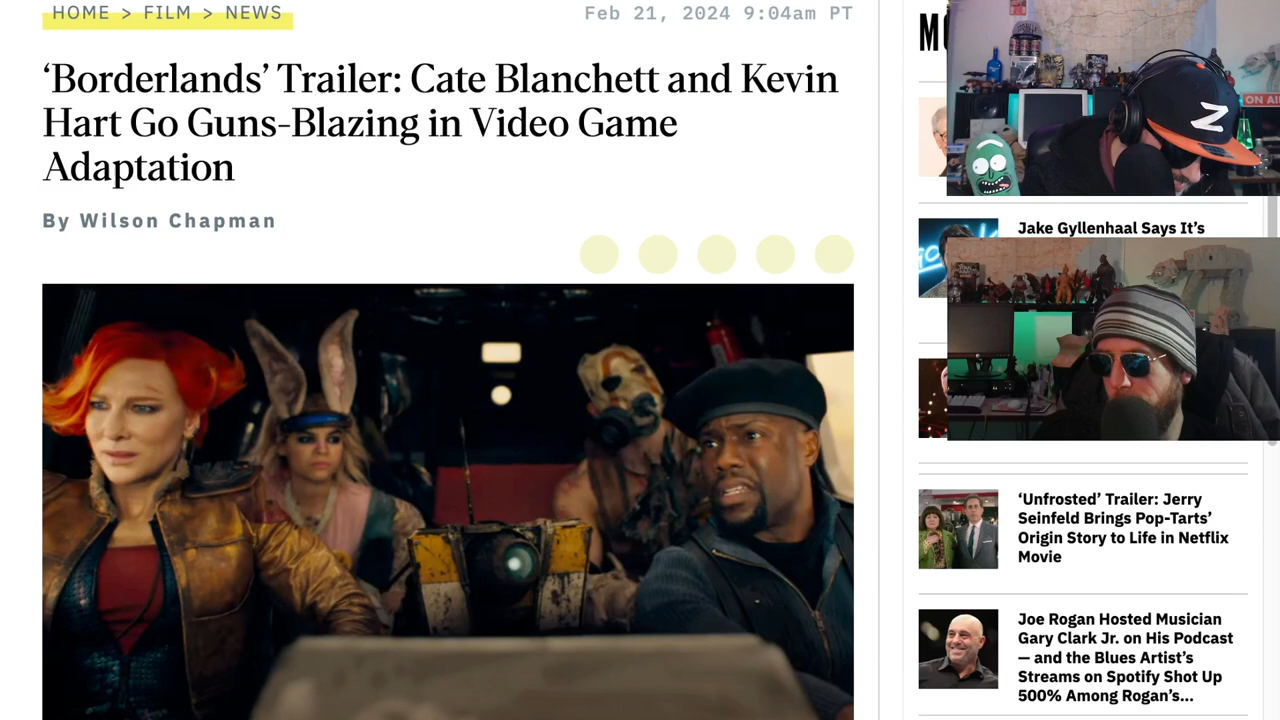 HOME > FILM > NEWS
Feb 21, 2024 9:04am PT
‘Borderlands’ Trailer: Cate Blanchett and Kevin
Hart Go Guns-Blazing in Video Game
Adaptation
By Wilson Chapman
Z
ON AI
Jake Gyllenhaal Says It’s
‘Unfrosted’ Trailer: Jerry
Seinfeld Brings Pop-Tarts’
Origin Story to Life in Netflix
Movie
Joe Rogan Hosted Musician
Gary Clark Jr. on His Podcast
— and the Blues Artist’s
Streams on Spotify Shot Up
500% Among Rogan’s...